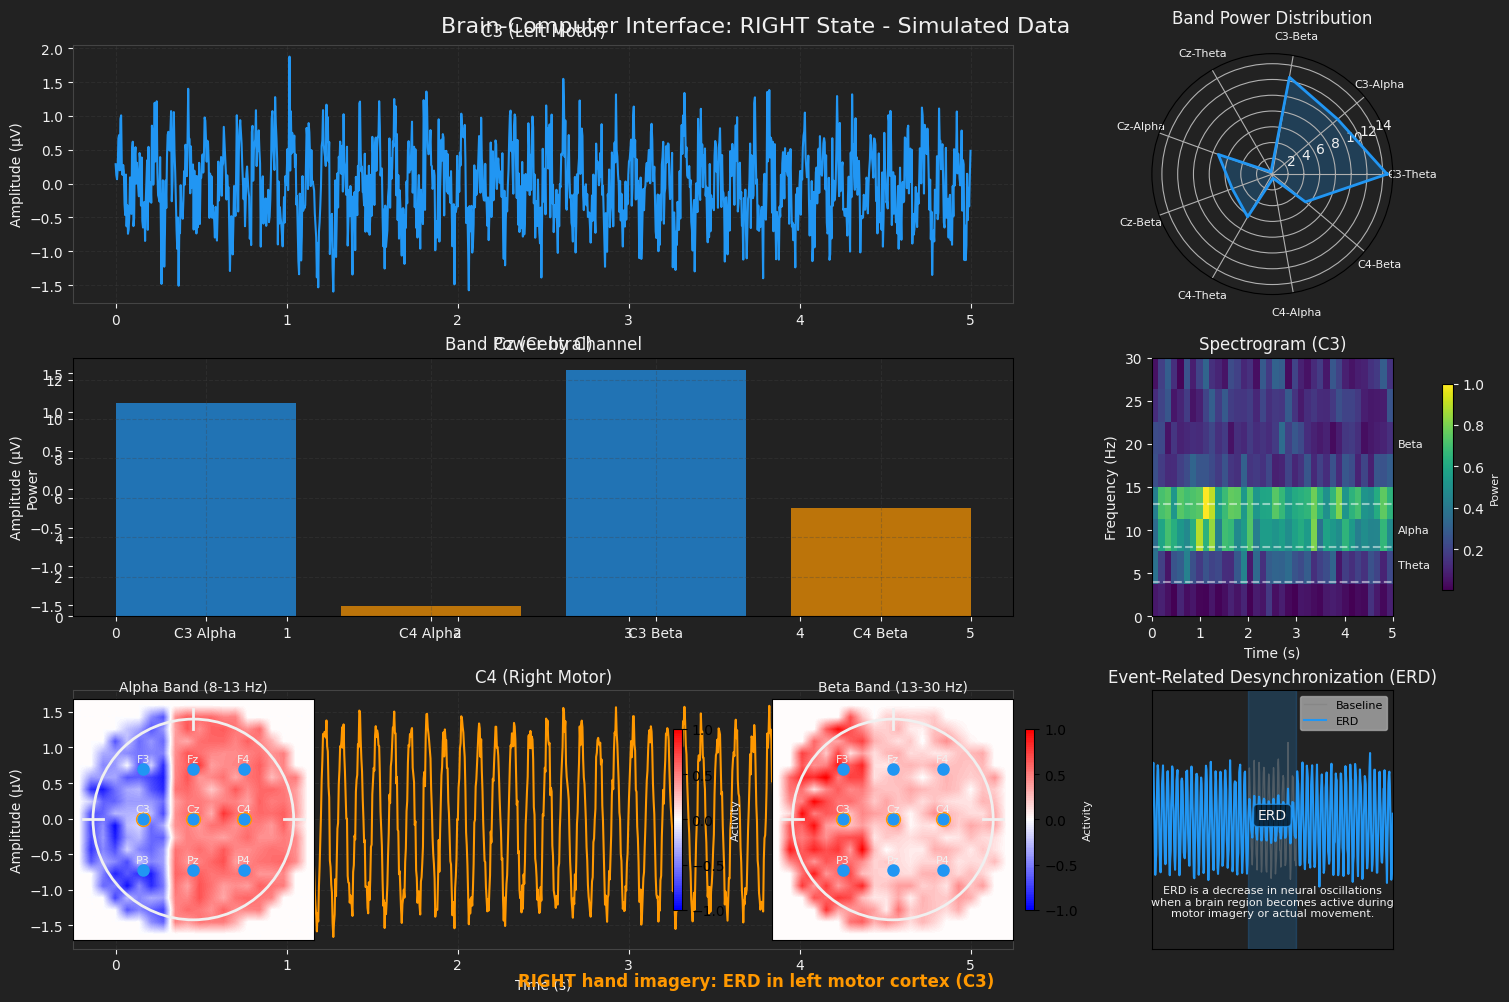 Brain-Computer Interface: RIGHT State - Simulated Data
C3 (Left Motor)
Amplitude (µV)
2.0
1.5
1.0
0.5
0.0
−0.5
−1.0
−1.5
0 1 2 3 4 5
Band Power Distribution
C3-Beta
Cz-Theta
C3-Alpha
Cz-Alpha
2 4 6 8 10 12 14
C3-Theta
Cz-Beta
C4-Beta
C4-Theta
C4-Alpha
Band Power by Channel
Cz (Central)
Amplitude (µV)
Power
1.5
1.0
0.5
0.0
−0.5
−1.0
−1.5
12
10
8
6
4
2
0
0 1 2 3 4 5
C3 Alpha C4 Alpha C3 Beta C4 Beta
Spectrogram (C3)
Frequency (Hz)
30
25
20
15
10
5
0
0 1 2 3 4 5
Time (s)
Beta
Alpha
Theta
1.0
0.8
0.6
0.4
0.2
Power
C4 (Right Motor)
Amplitude (µV)
1.5
1.0
0.5
0.0
−0.5
−1.0
−1.5
0 1 2 3 4 5
Time (s)
Alpha Band (8-13 Hz)
F3 Fz F4
C3 Cz C4
P3 Pz P4
1.0
0.5
0.0
−0.5
−1.0
Activity
Beta Band (13-30 Hz)
F3 Fz F4
C3 Cz C4
P3 Pz P4
1.0
0.5
0.0
−0.5
−1.0
Activity
Event-Related Desynchronization (ERD)
Baseline
ERD
ERD
ERD is a decrease in neural oscillations
when a brain region becomes active during
motor imagery or actual movement.
RIGHT hand imagery: ERD in left motor cortex (C3)